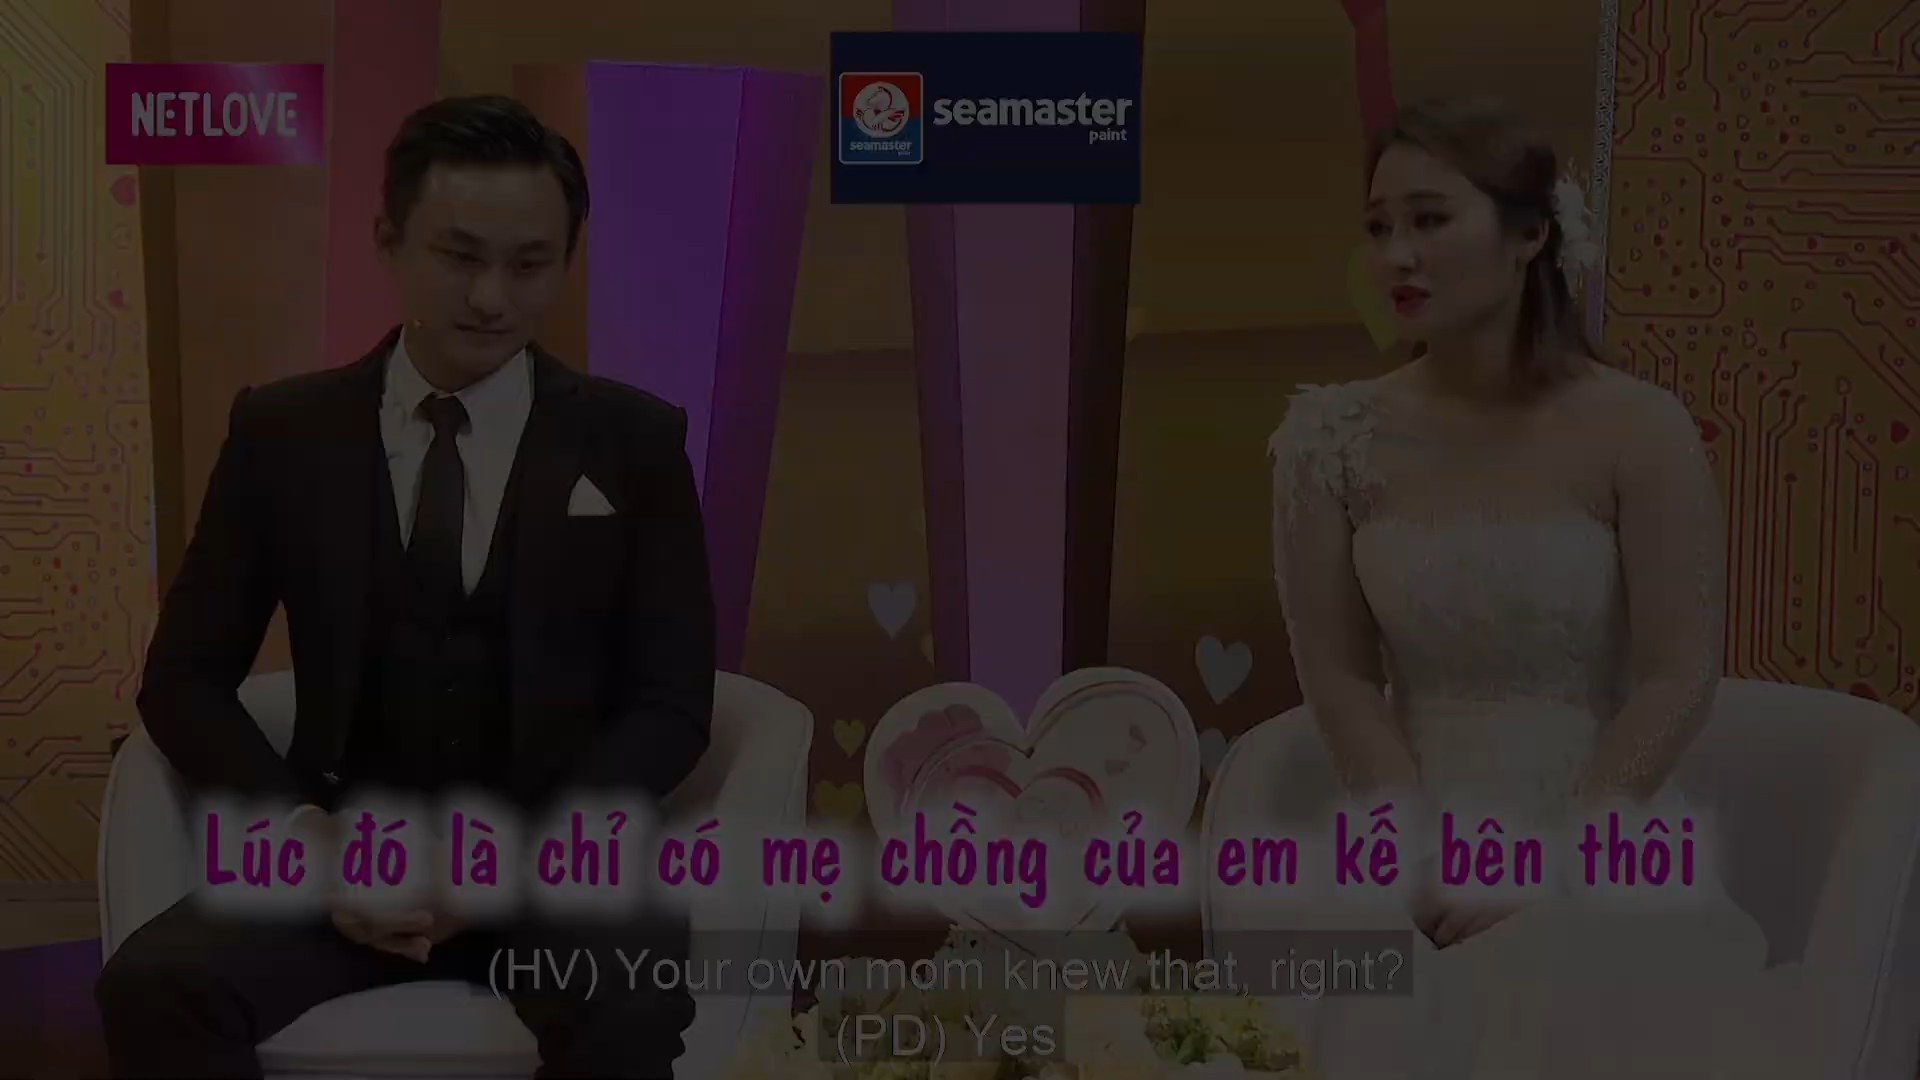 NETLOVE
seamaster
paint
seamaster
Lúc đó là chỉ có mẹ chồng của em kế bên thôi
(HV) Your own mom knew that, right?
(PD) Yes